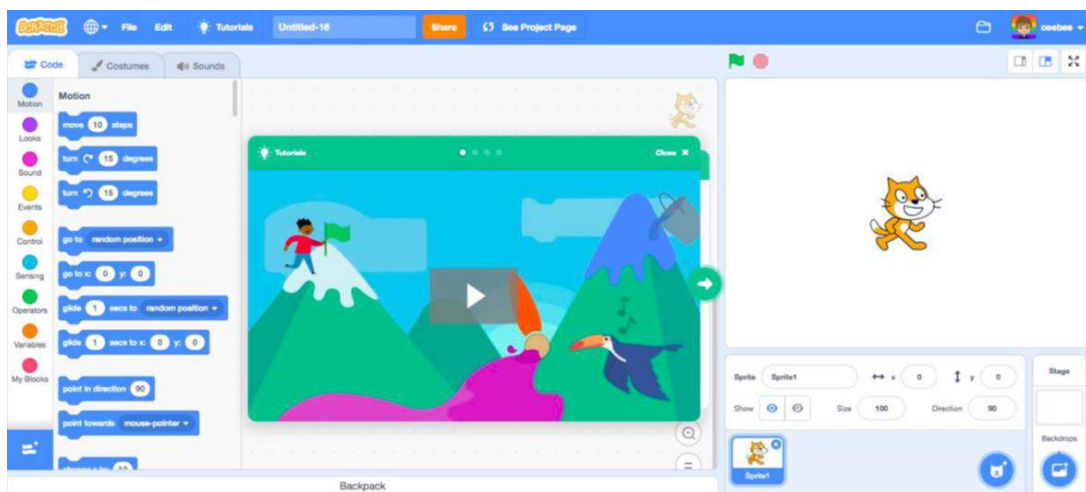 SCRATCH File Edit Tutorials Untitled-16 Share See Project Page ceebee
Code Costumes Sounds
Motion
Looks
Sound
Events
Control
Sensing
Operators
Variables
My Blocks
Motion
move 10 steps
turn 15 degrees
turn 15 degrees
go to random position
go to x: 0 y: 0
glide 1 secs to random position
glide 1 secs to x: 0 y: 0
point in direction 90
point towards mouse-pointer
Tutorials Close
Sprite Sprite1 x 0 y 0
Show Size 100 Direction 90
Sprite1
Stage
Backdrops
Backpack